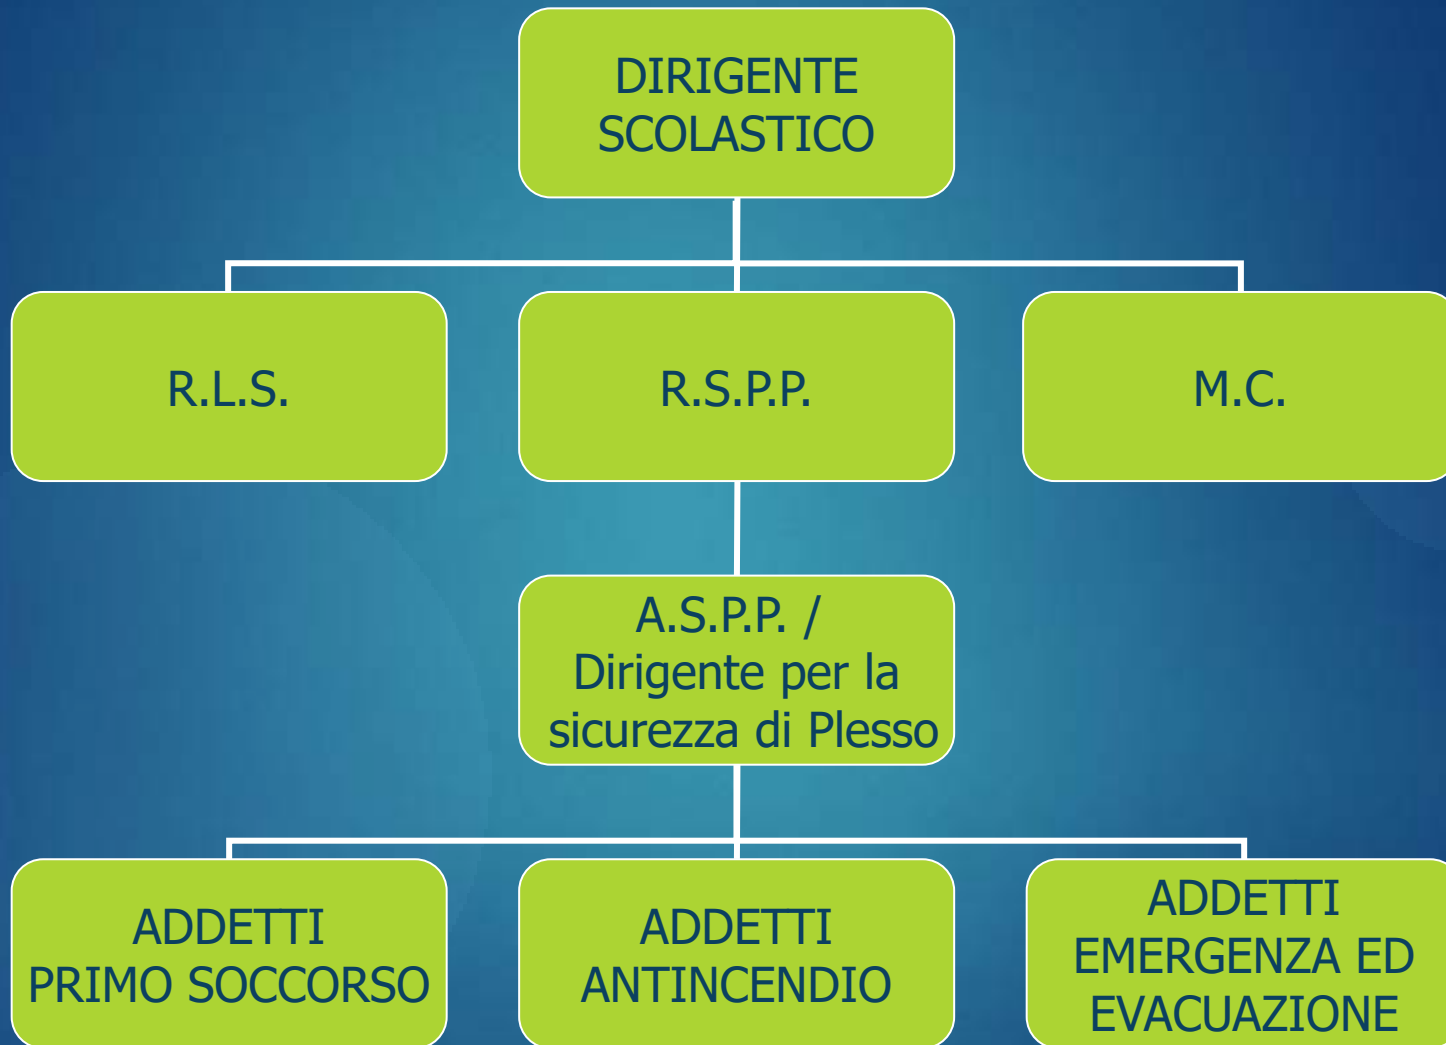 DIRIGENTE
SCOLASTICO
R.L.S.
R.S.P.P.
M.C.
A.S.P.P. /
Dirigente per la
sicurezza di Plesso
ADDETTI
PRIMO SOCCORSO
ADDETTI
ANTINCENDIO
ADDETTI
EMERGENZA ED
EVACUAZIONE